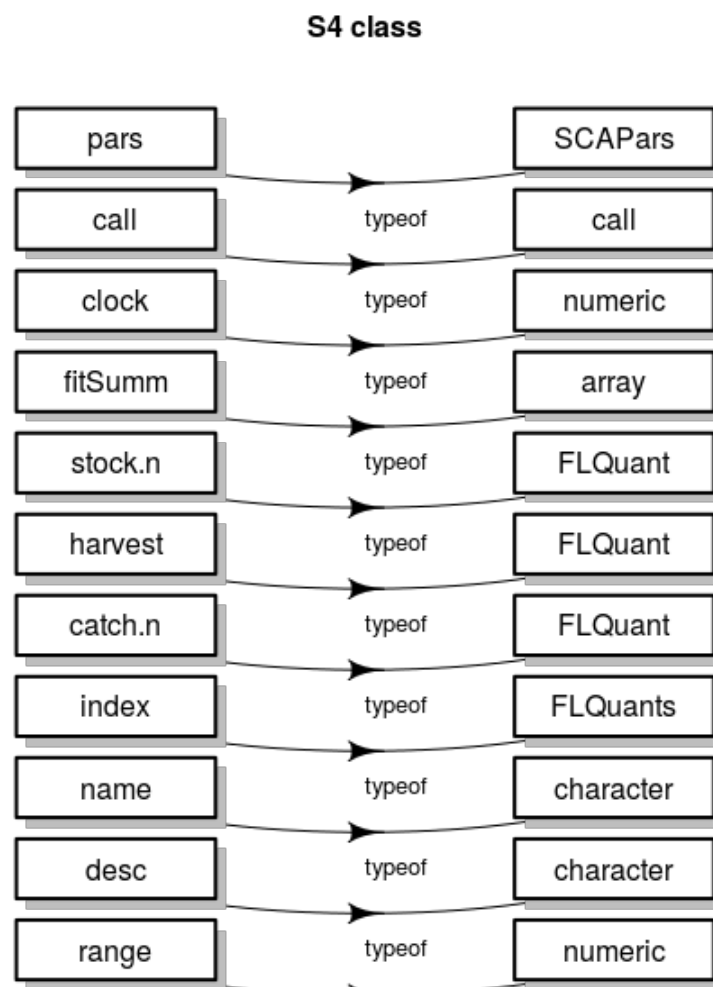 S4 class
pars SCAPars
call typeof call
clock typeof numeric
fitSumm typeof array
stock.n typeof FLQuant
harvest typeof FLQuant
catch.n typeof FLQuant
index typeof FLQuants
name typeof character
desc typeof character
range typeof numeric